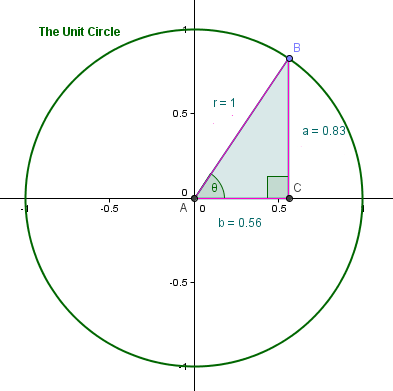 The Unit Circle
1
B
r = 1
0.5
a = 0.83
θ
0
A
C
-1
-0.5
0
0.5
1
b = 0.56
-0.5
-1